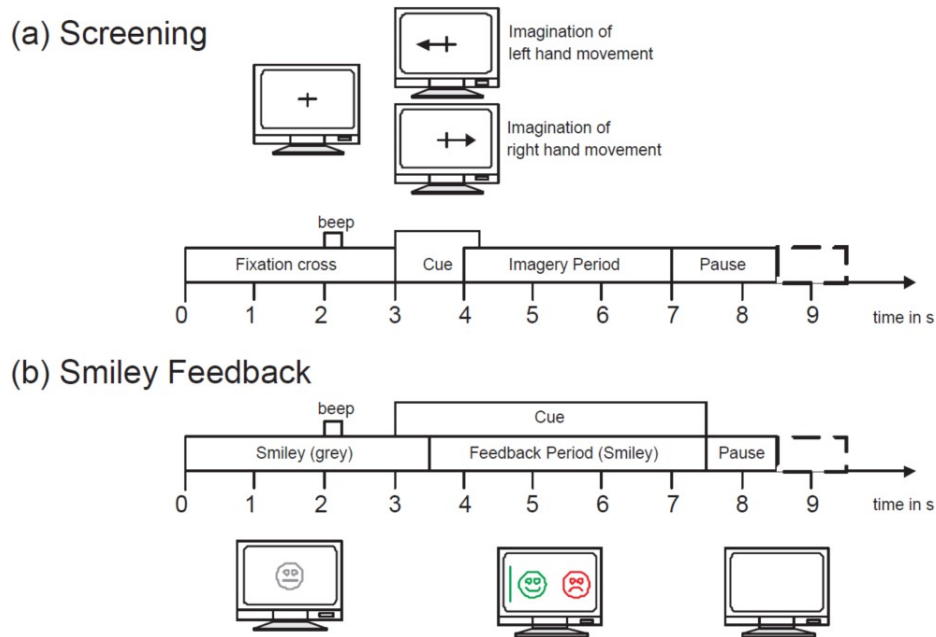 (a) Screening
Imagination of
left hand movement
Imagination of
right hand movement
beep
Fixation cross
Cue
Imagery Period
Pause
0 1 2 3 4 5 6 7 8 9 time in s
(b) Smiley Feedback
beep
Cue
Smiley (grey)
Feedback Period (Smiley)
Pause
0 1 2 3 4 5 6 7 8 9 time in s